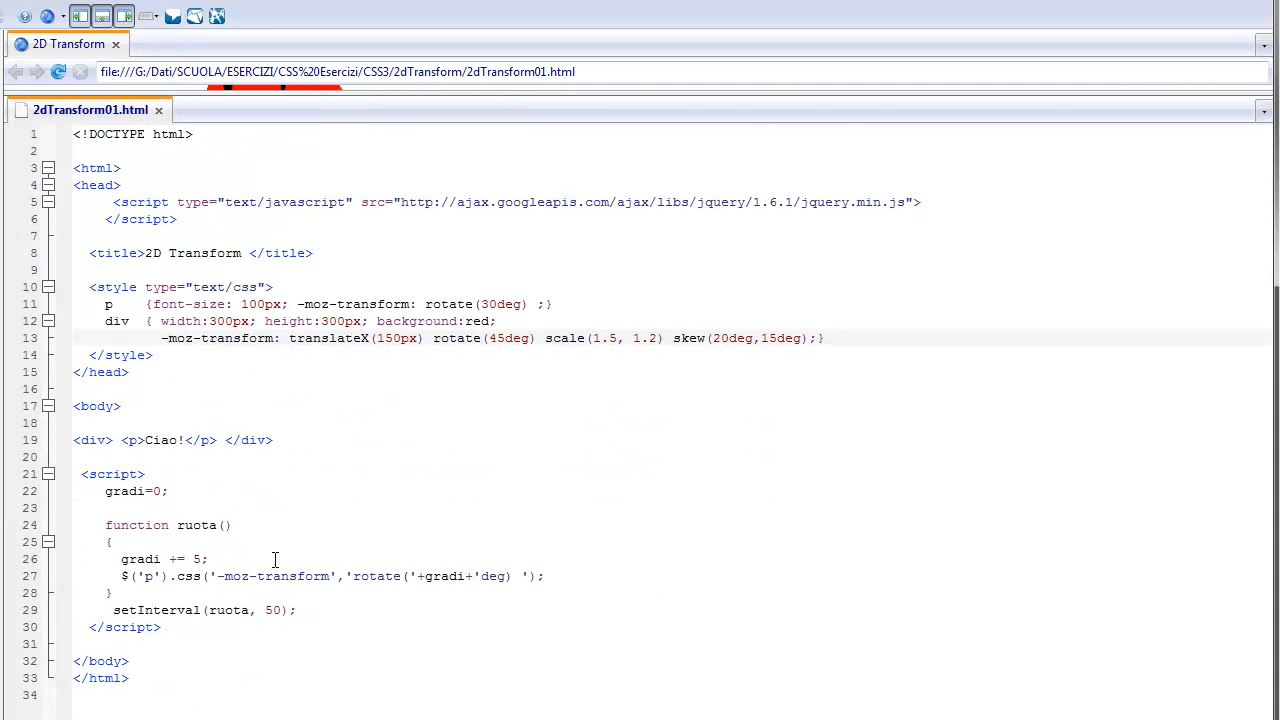 2D Transform
file:///G:/Dati/SCUOLA/ESERCIZI/CSS%20Esercizi/CSS3/2dTransform/2dTransform01.html
2dTransform01.html
1 <!DOCTYPE html>
2
3 <html>
4 <head>
5 <script type="text/javascript" src="http://ajax.googleapis.com/ajax/libs/jquery/1.6.1/jquery.min.js">
6 </script>
7
8 <title>2D Transform </title>
9
10 <style type="text/css">
11 p {font-size: 100px; -moz-transform: rotate(30deg) ;}
12 div { width:300px; height:300px; background:red;
13 -moz-transform: translateX(150px) rotate(45deg) scale(1.5, 1.2) skew(20deg,15deg);}
14 </style>
15 </head>
16
17 <body>
18
19 <div> <p>Ciao!</p> </div>
20
21 <script>
22 gradi=0;
23
24 function ruota()
25 {
26 gradi += 5;
27 $('p').css('-moz-transform','rotate('+gradi+'deg) ');
28 }
29 setInterval(ruota, 50);
30 </script>
31
32 </body>
33 </html>
34